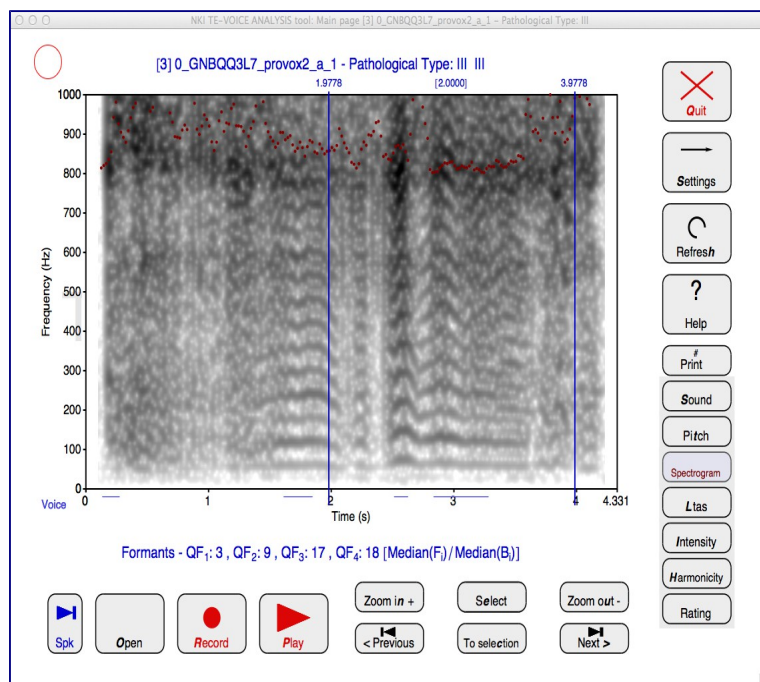 NKI TE-VOICE ANALYSIS tool: Main page [3] 0_GNBQQ3L7_provox2_a_1 - Pathological Type: III
[3] 0_GNBQQ3L7_provox2_a_1 - Pathological Type: III III
1.9778 [2.0000] 3.9778
Frequency (Hz)
1000
900
800
700
600
500
400
300
200
100
0
Voice
0 1 2 3 4 4.331
Time (s)
Formants - QF1: 3 , QF2: 9 , QF3: 17 , QF4: 18 [Median(Fi)/Median(Bi)]
Quit
Settings
Refresh
?
Help
#
Print
Sound
Pitch
Spectrogram
Ltas
Intensity
Harmonicity
Rating
Spk
Open
Record
Play
Zoom in +
Select
Zoom out -
< Previous
To selection
Next >